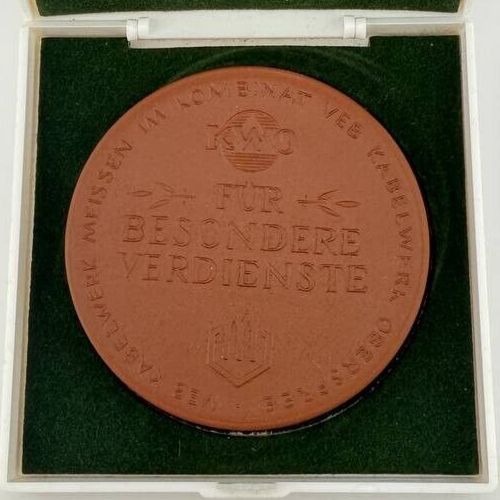 VEB KABELWERK MEISSEN IM KOMBINAT VEB KABELWERK OBERSPREE
KWO
FÜR
BESONDERE
VERDIENSTE